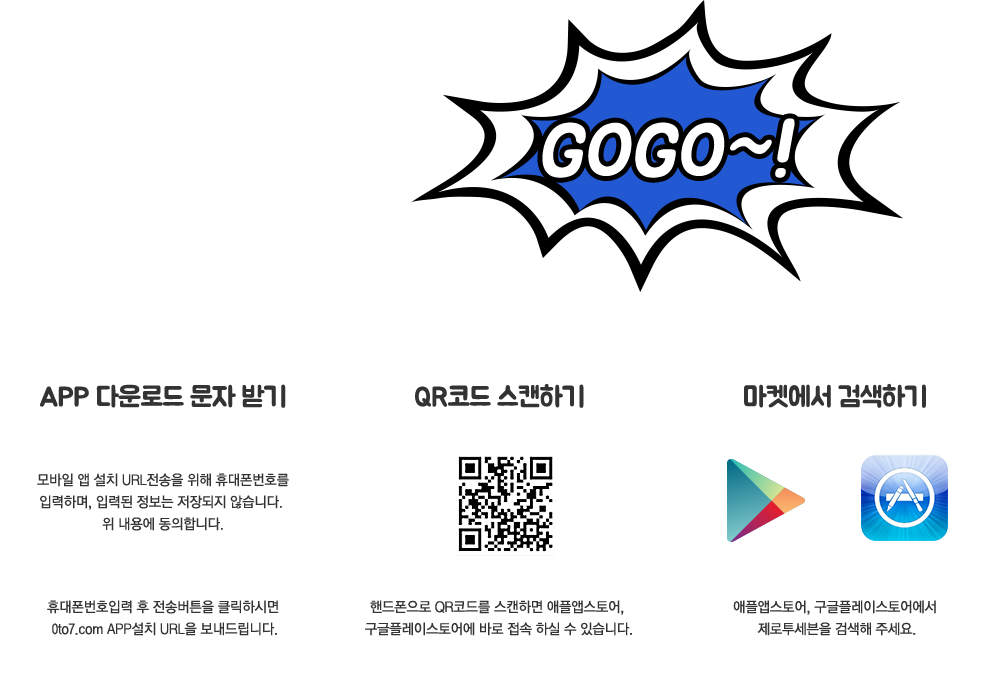 GOGO~!
APP 다운로드 문자 받기
모바일 앱 설치 URL전송을 위해 휴대폰번호를
입력하며, 입력된 정보는 저장되지 않습니다.
위 내용에 동의합니다.
휴대폰번호입력 후 전송버튼을 클릭하시면
0to7.com APP설치 URL을 보내드립니다.
QR코드 스캔하기
핸드폰으로 QR코드를 스캔하면 애플앱스토어,
구글플레이스토어에 바로 접속 하실 수 있습니다.
마켓에서 검색하기
애플앱스토어, 구글플레이스토어에서
제로투세븐을 검색해 주세요.